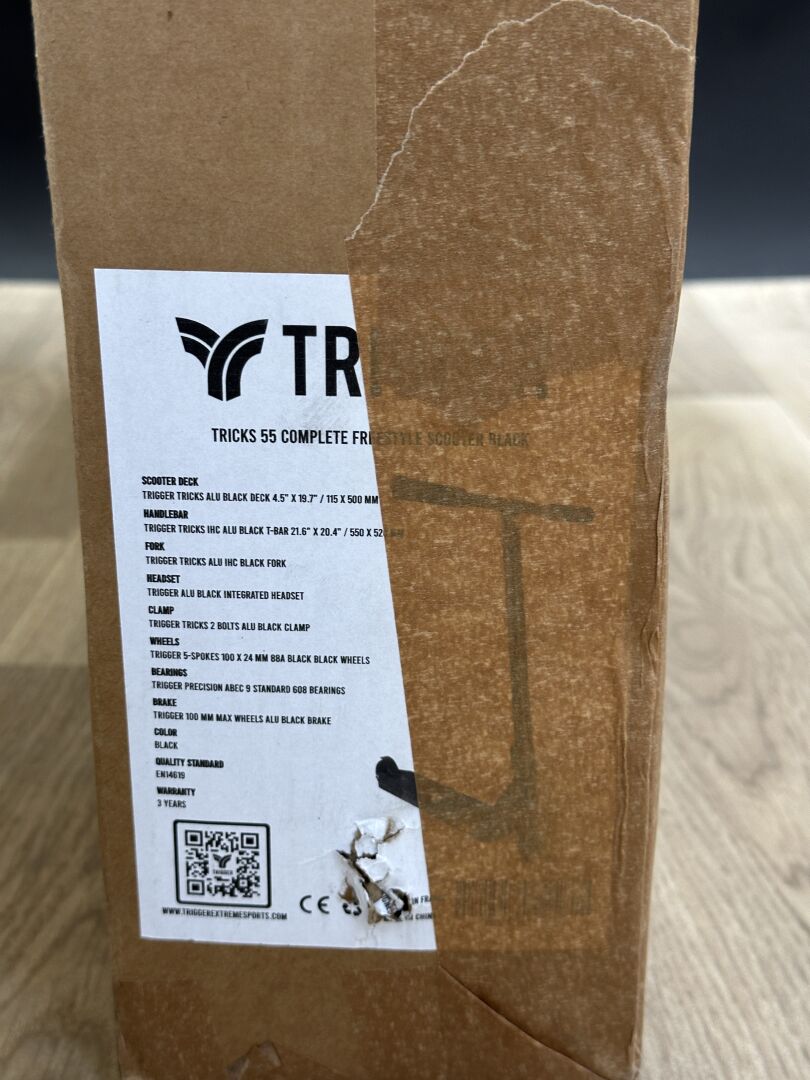 TRIGGER
TRICKS 55 COMPLETE FREESTYLE SCOOTER BLACK
SCOOTER DECK
TRIGGER TRICKS ALU BLACK DECK 4.5" X 19.7" / 115 X 500 MM
HANDLEBAR
TRIGGER TRICKS IHC ALU BLACK T-BAR 21.6" X 20.4" / 550 X 520 MM
FORK
TRIGGER TRICKS ALU IHC BLACK FORK
HEADSET
TRIGGER ALU BLACK INTEGRATED HEADSET
CLAMP
TRIGGER TRICKS 2 BOLTS ALU BLACK CLAMP
WHEELS
TRIGGER 5-SPOKES 100 X 24 MM 88A BLACK BLACK WHEELS
BEARINGS
TRIGGER PRECISION ABEC 9 STANDARD 608 BEARINGS
BRAKE
TRIGGER 100 MM MAX WHEELS ALU BLACK BRAKE
COLOR
BLACK
QUALITY STANDARD
EN14619
WARRANTY
3 YEARS
TRIGGER
WWW.TRIGGEREXTREMESPORTS.COM
CE
IN FRA
IN CHIN